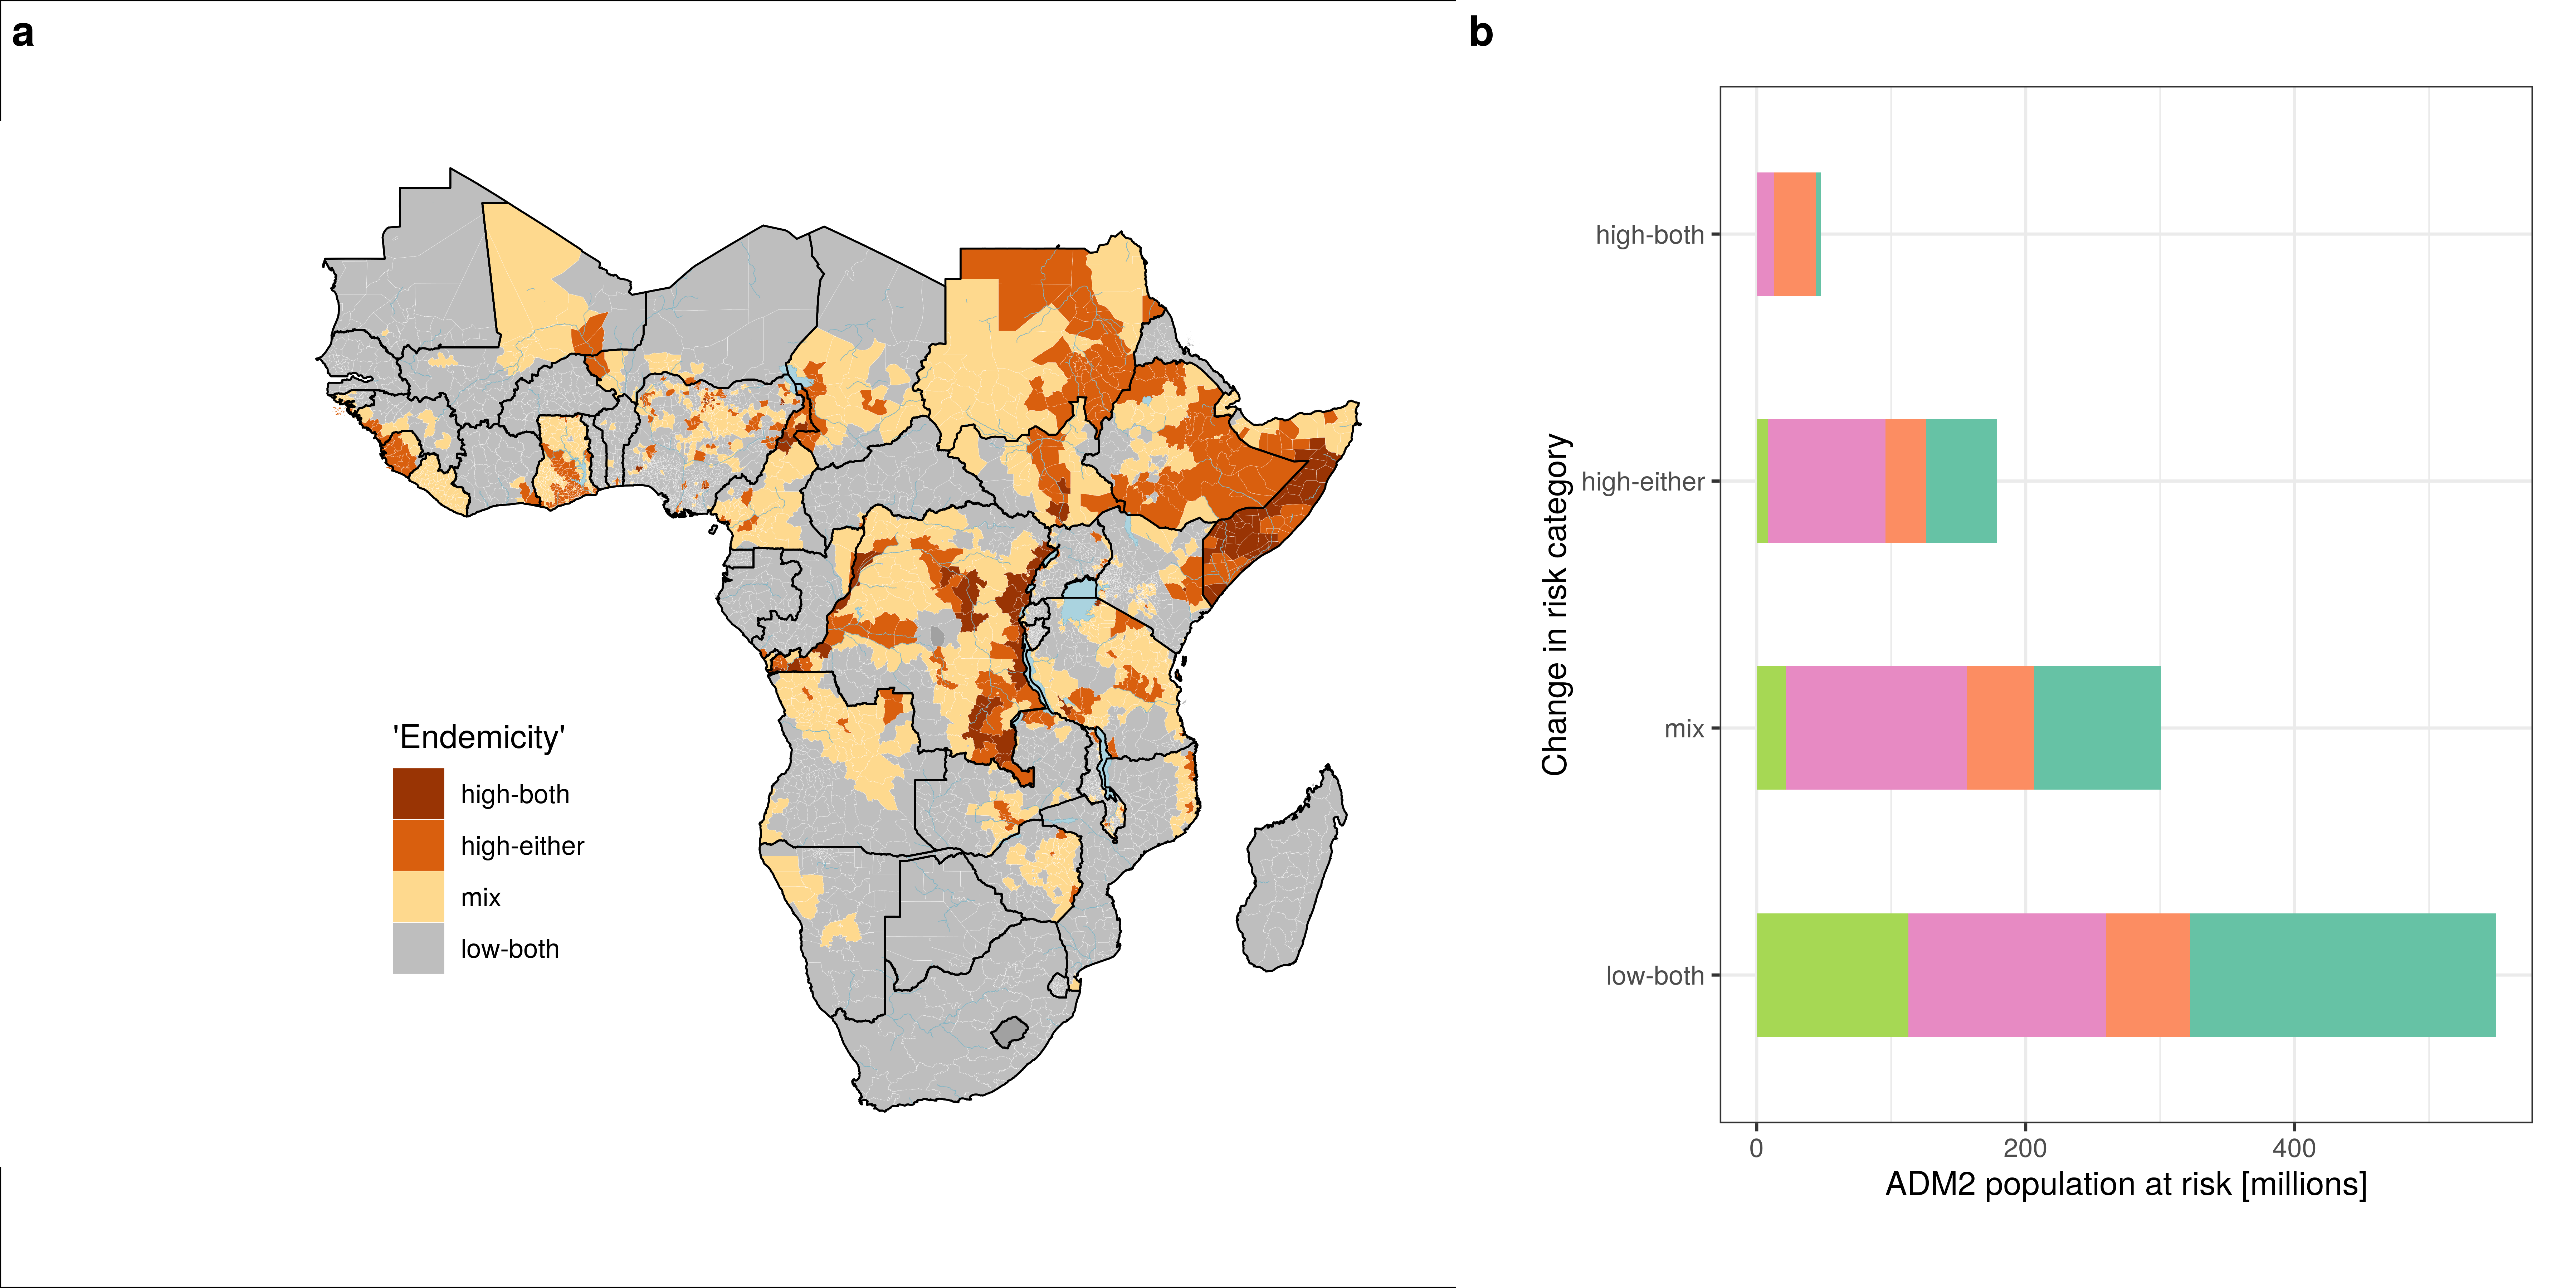 a
'Endemicity'
high-both
high-either
mix
low-both
b
Change in risk category
high-both
high-either
mix
low-both
0
200
400
ADM2 population at risk [millions]